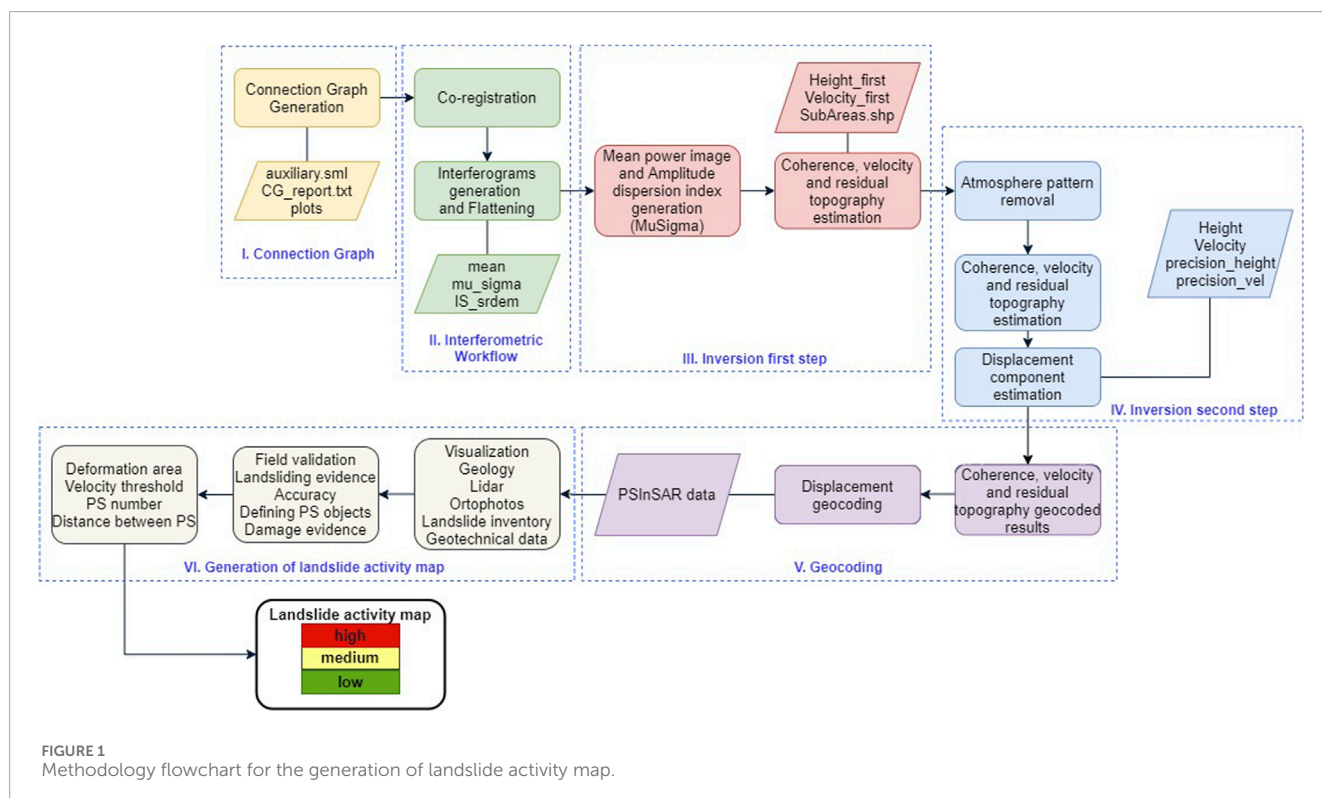 Connection Graph
Generation
auxiliary.sml
CG_report.txt
plots
I. Connection Graph
Co-registration
Interferograms
generation
and Flattening
mean
mu_sigma
IS_srdem
II. Interferometric
Workflow
Mean power image
and Amplitude
dispersion index
generation
(MuSigma)
Height_first
Velocity_first
SubAreas.shp
Coherence, velocity
and residual
topography
estimation
III. Inversion first step
Atmosphere pattern
removal
Coherence, velocity
and residual
topography
estimation
Displacement
component
estimation
Height
Velocity
precision_height
precision_vel
IV. Inversion second step
Coherence, velocity
and residual
topography geocoded
results
Displacement
geocoding
PSInSAR data
V. Geocoding
Visualization
Geology
Lidar
Ortophotos
Landslide inventory
Geotechnical data
Field validation
Landsliding evidence
Accuracy
Defining PS objects
Damage evidence
Deformation area
Velocity threshold
PS number
Distance between PS
VI. Generation of landslide activity map
Landslide activity map
high
medium
low
FIGURE 1
Methodology flowchart for the generation of landslide activity map.